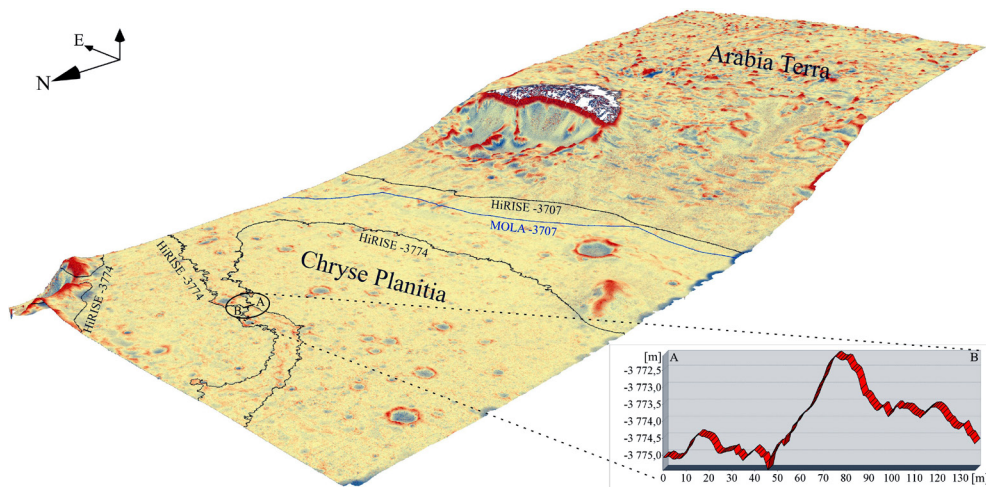 E
N
Arabia Terra
HiRISE -3707
MOLA -3707
HiRISE -3774
HiRISE -3774
HiRISE -3774
Chryse Planitia
A
B
[m] A B
-3 772,5
-3 773,0
-3 773,5
-3 774,0
-3 774,5
-3 775,0
0 10 20 30 40 50 60 70 80 90 100 110 120 130 [m]